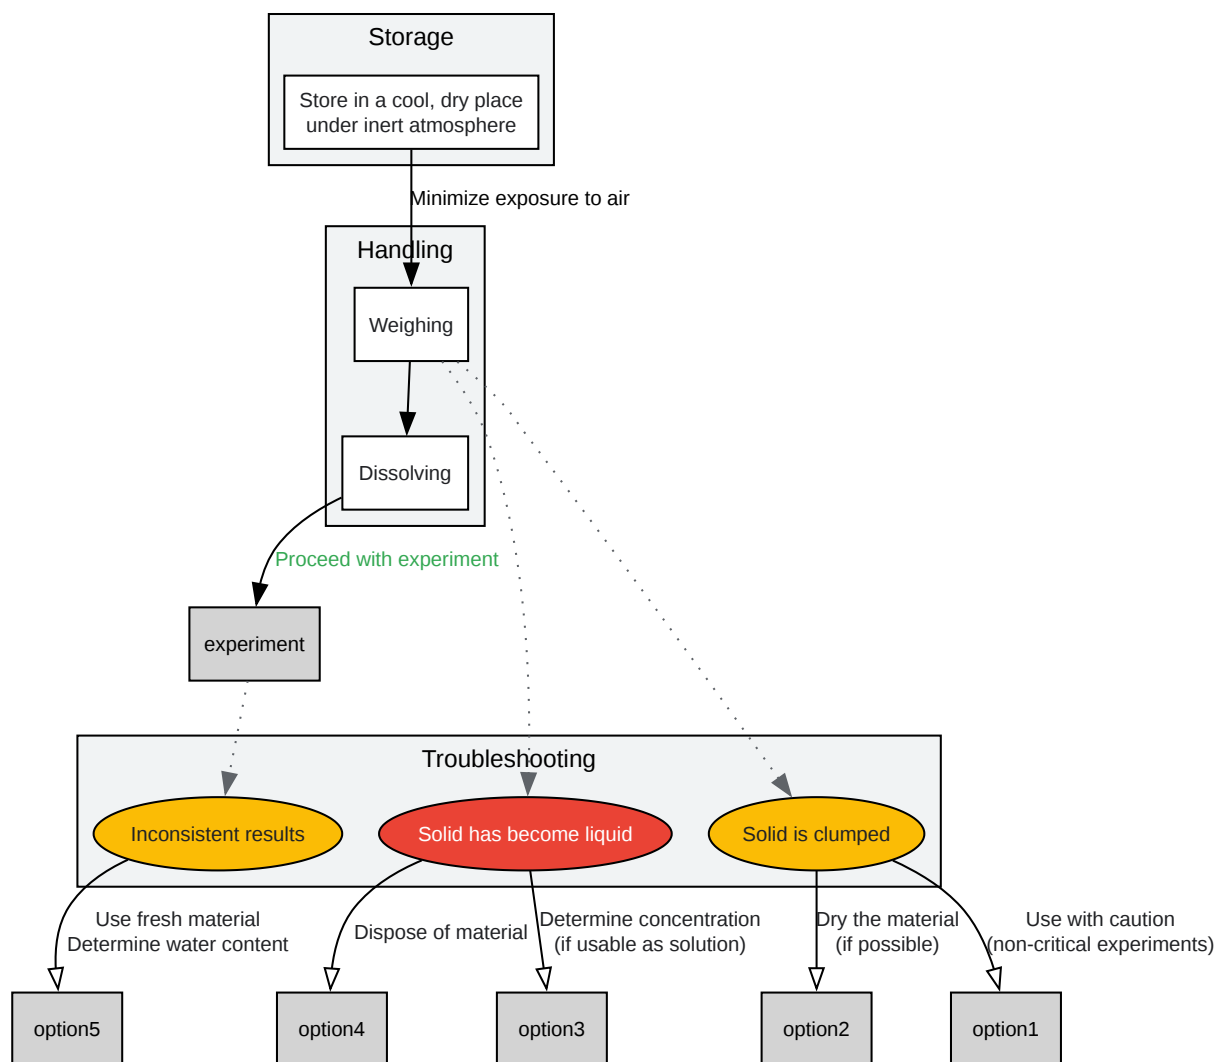 Storage
Store in a cool, dry place
under inert atmosphere
Minimize exposure to air
Handling
Weighing
Dissolving
Proceed with experiment
experiment
Troubleshooting
Inconsistent results
Solid has become liquid
Solid is clumped
Use fresh material
Determine water content
Dispose of material
Determine concentration
(if usable as solution)
Dry the material
(if possible)
Use with caution
(non-critical experiments)
option5
option4
option3
option2
option1